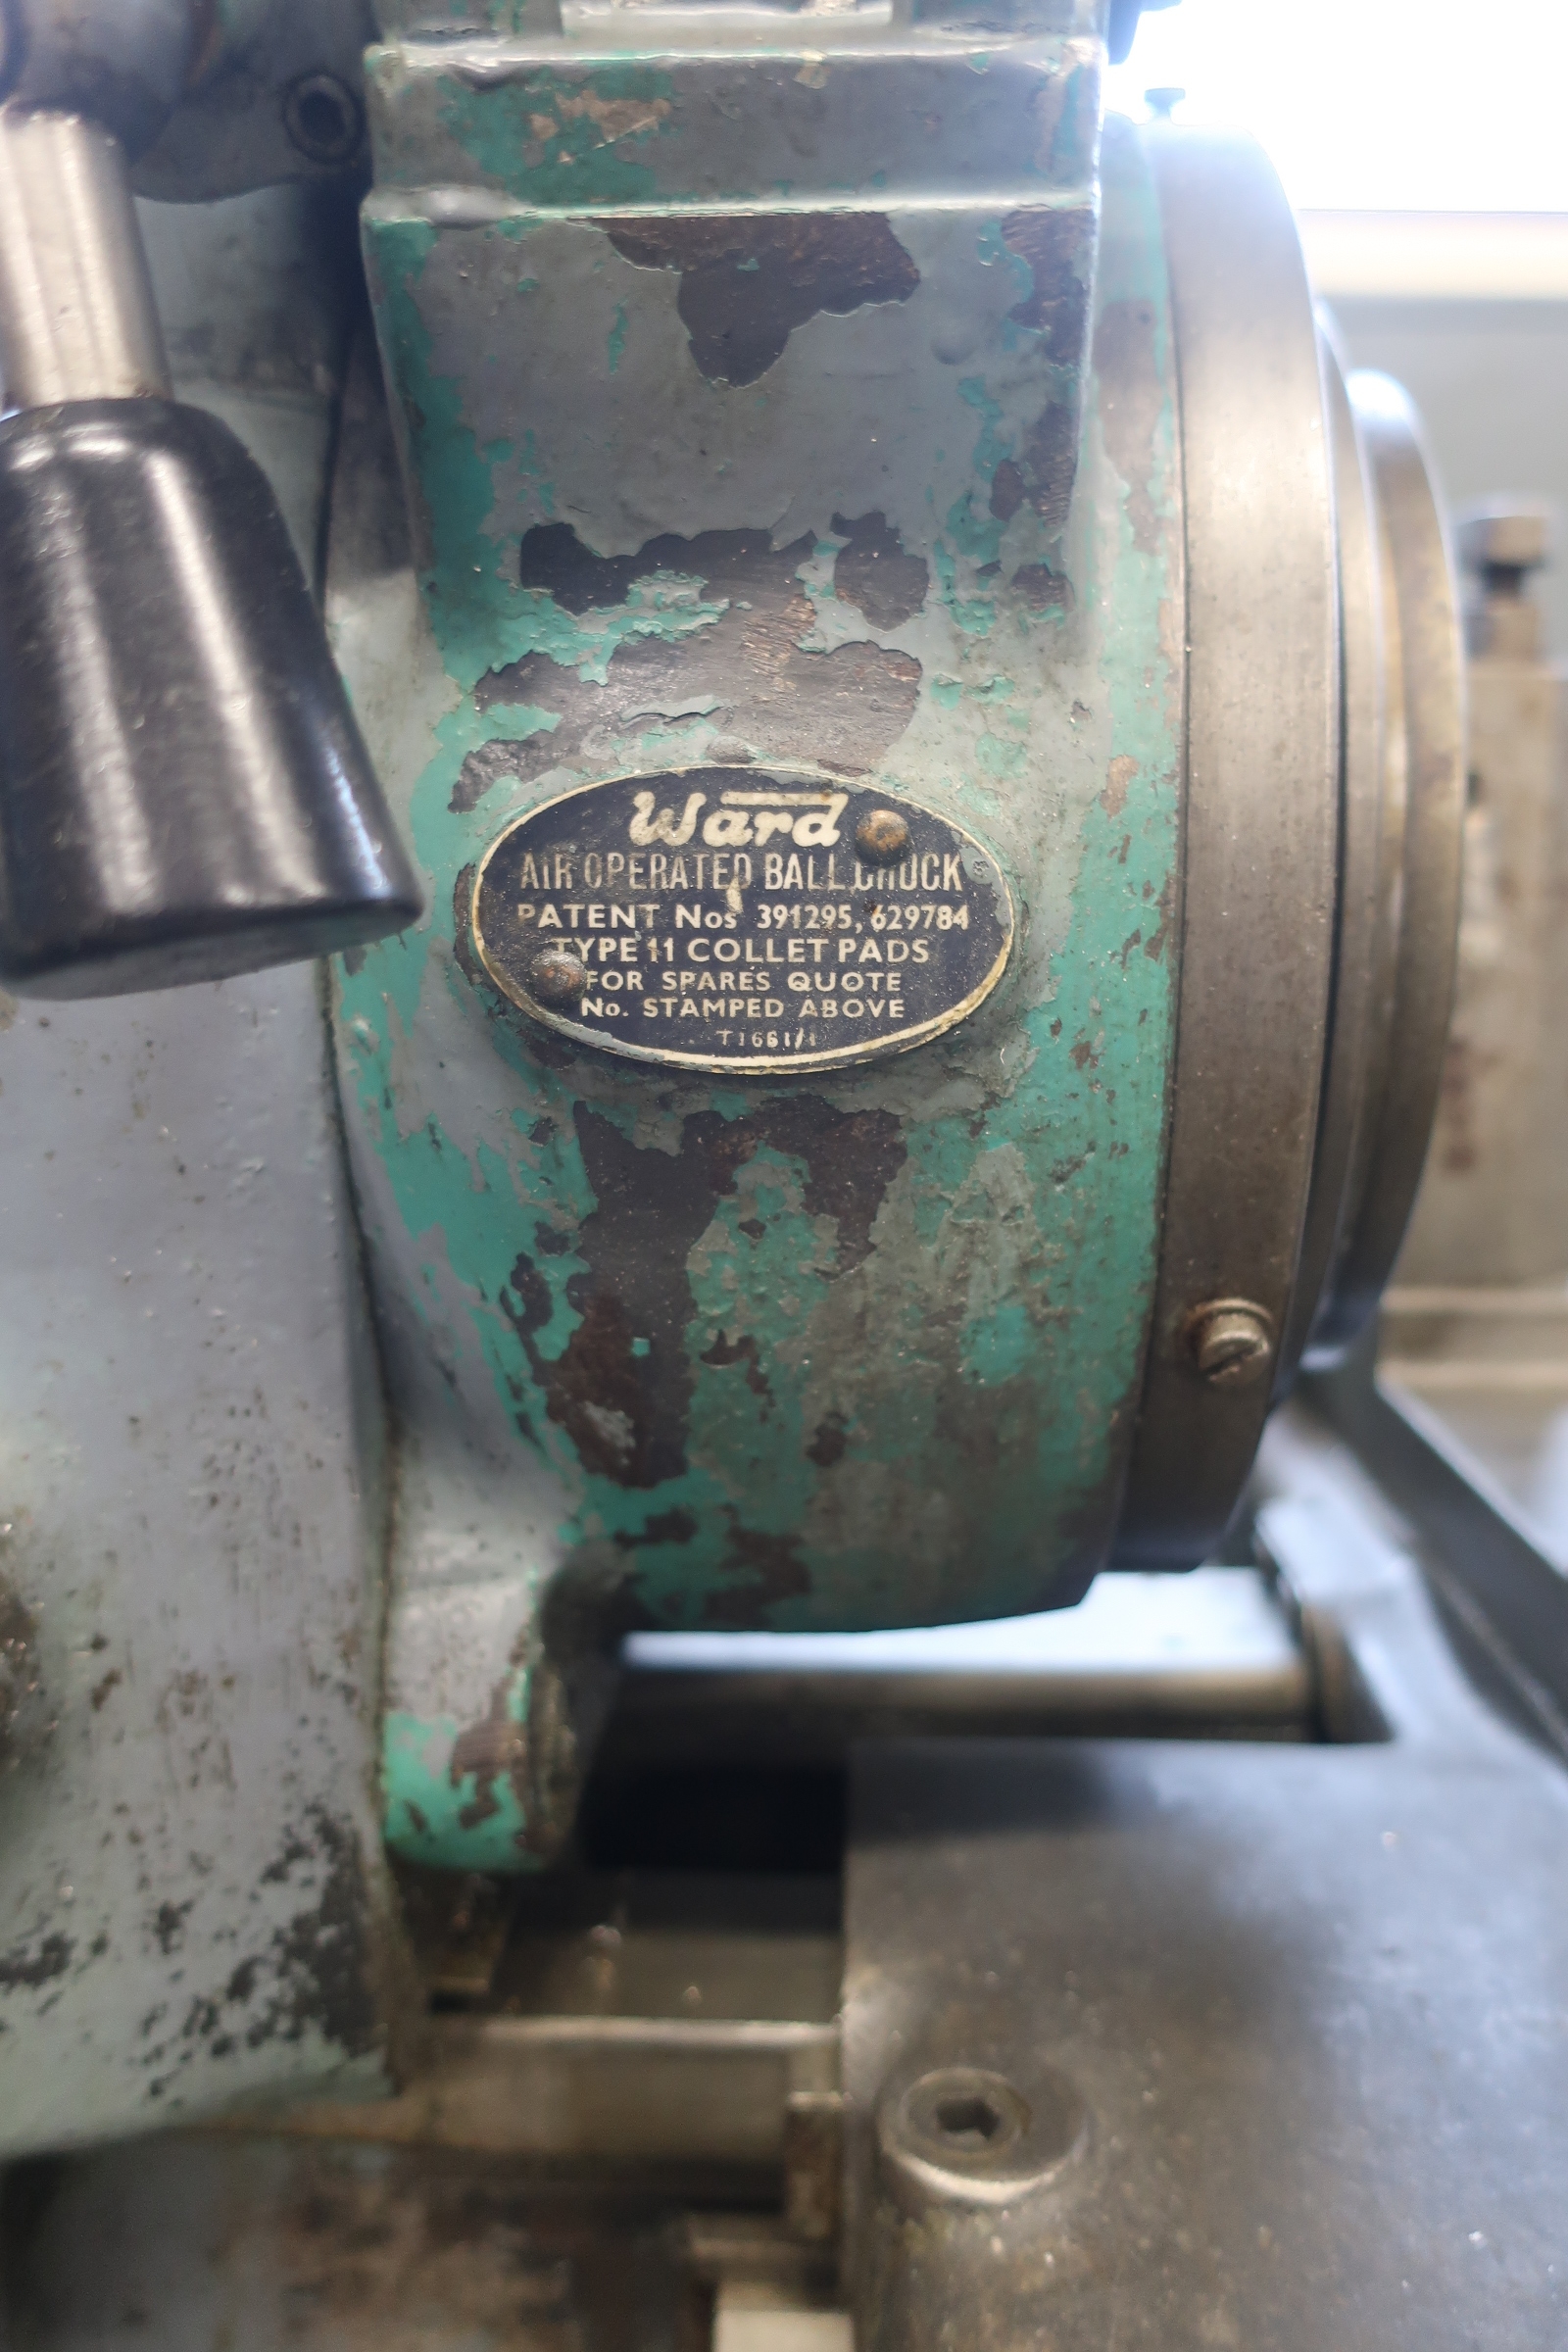 Ward
AIR OPERATED BALL CHUCK
PATENT Nos 391295, 629784
TYPE 11 COLLET PADS
FOR SPARES QUOTE
No. STAMPED ABOVE
T1661/1